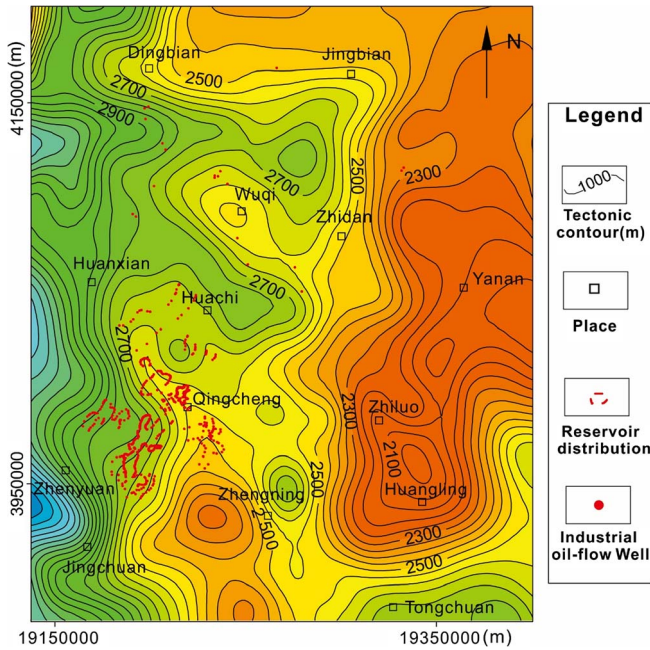 Dingbian
Jingbian
N
2700
2500
2900
4150000 (m)
2300
2500
2700
Wuqi
Zhidan
Huanxian
Yanan
2700
Huachi
2700
Qingcheng
2300
Zhiluo
2100
2500
3950000
Zhenyuan
Zhengning
Huangling
2500
2300
2500
Jingchuan
Tongchuan
19150000
19350000 (m)
Legend
1000
Tectonic
contour(m)
Place
Reservoir
distribution
Industrial
oil-flow Well